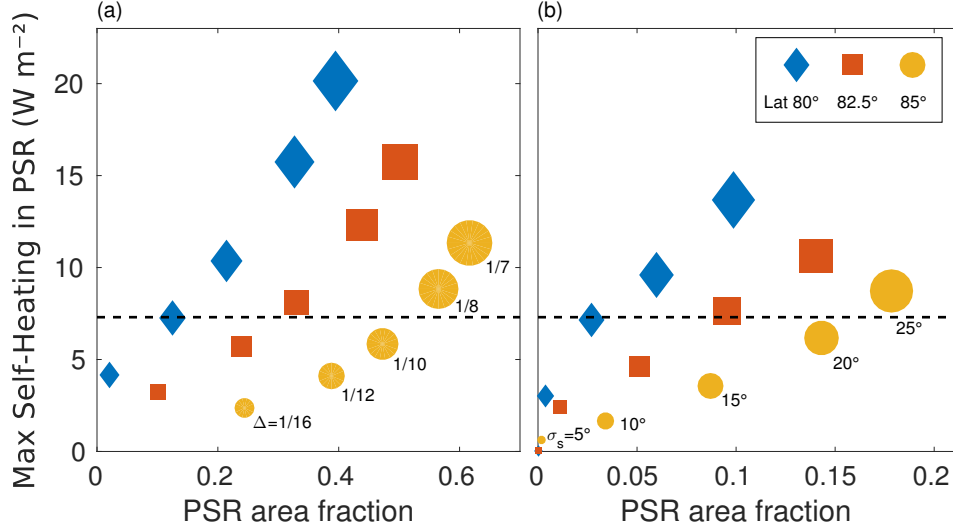 (a)
(b)
Max Self-Heating in PSR (W m⁻²)
20
15
10
5
0
1/7
1/8
1/10
1/12
Δ=1/16
0 0.2 0.4 0.6
PSR area fraction
Lat 80° 82.5° 85°
25°
20°
15°
10°
σₛ=5°
0 0.05 0.1 0.15 0.2
PSR area fraction